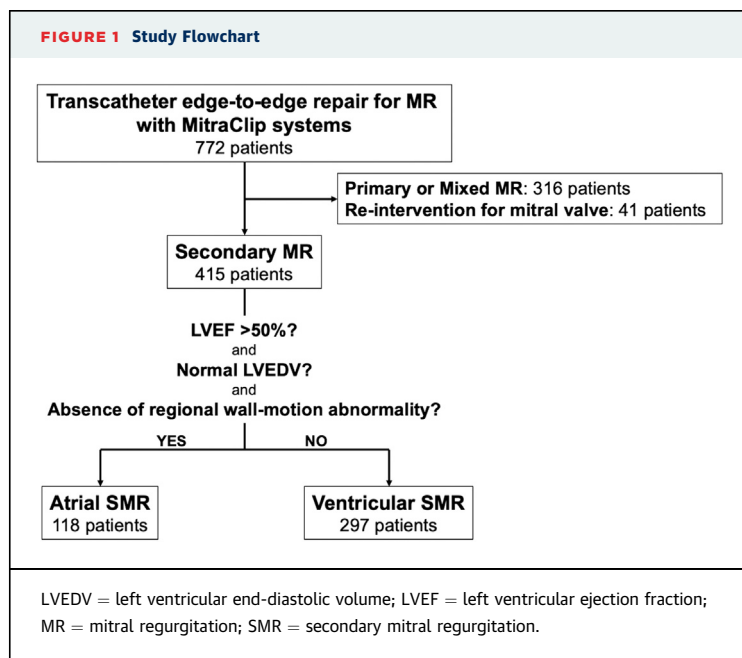 FIGURE 1 Study Flowchart
Transcatheter edge-to-edge repair for MR
with MitraClip systems
772 patients
Primary or Mixed MR: 316 patients
Re-intervention for mitral valve: 41 patients
Secondary MR
415 patients
LVEF >50%?
and
Normal LVEDV?
and
Absence of regional wall-motion abnormality?
YES NO
Atrial SMR
118 patients
Ventricular SMR
297 patients
LVEDV = left ventricular end-diastolic volume; LVEF = left ventricular ejection fraction;
MR = mitral regurgitation; SMR = secondary mitral regurgitation.